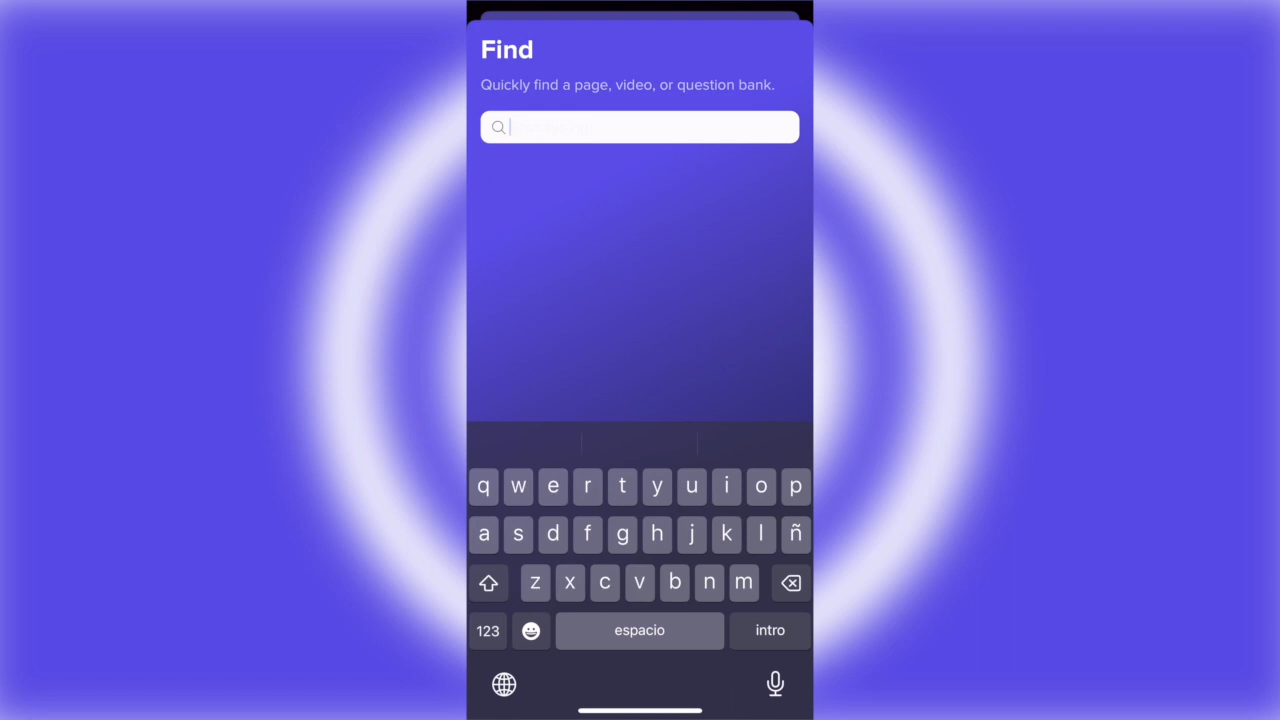 Find
Quickly find a page, video, or question bank.
q w e r t y u i o p
a s d f g h j k l ñ
z x c v b n m
123 espacio intro